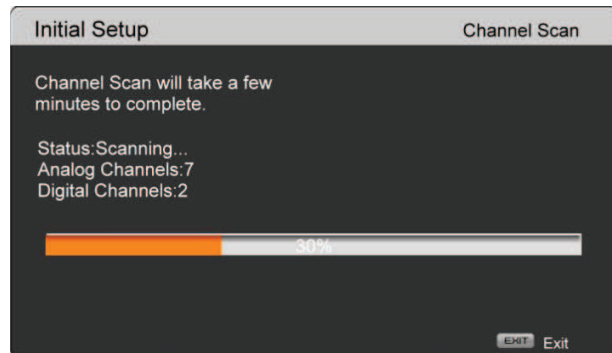 Initial Setup Channel Scan
Channel Scan will take a few
minutes to complete.
Status:Scanning...
Analog Channels:7
Digital Channels:2
30%
EXIT Exit